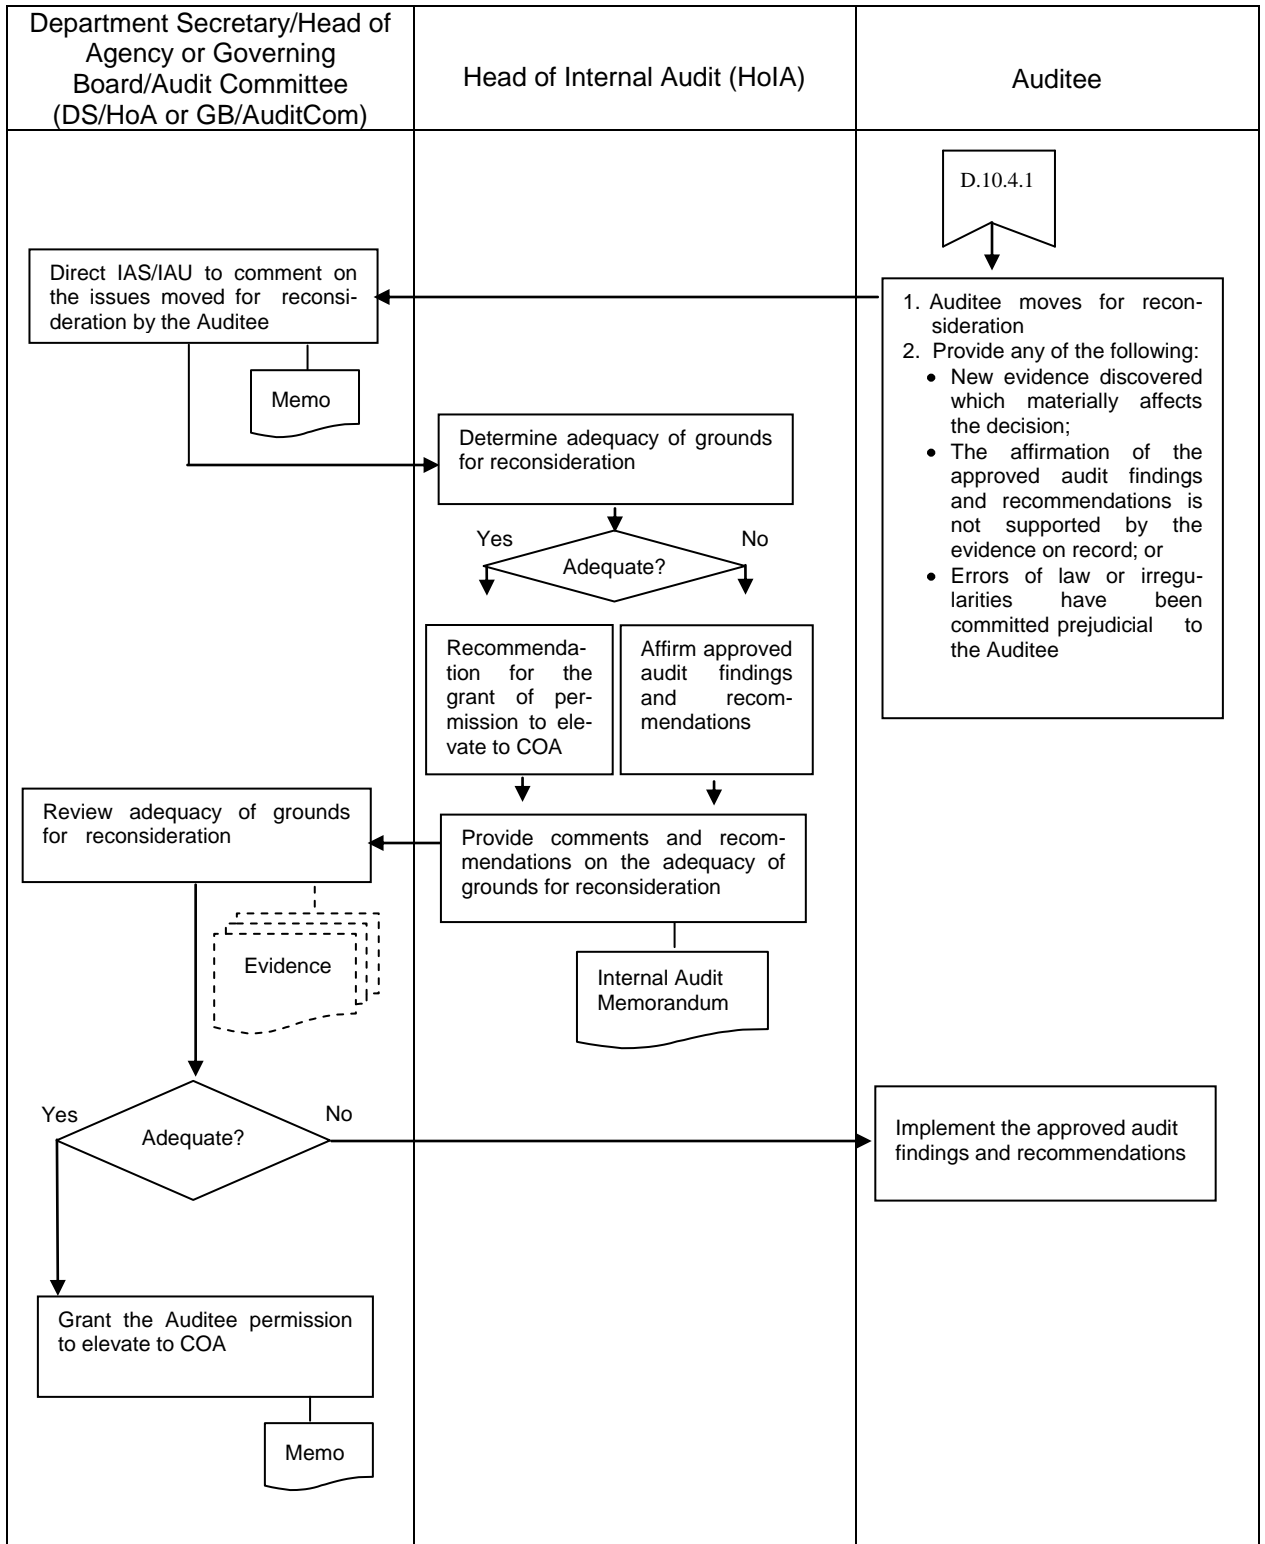 Department Secretary/Head of
Agency or Governing
Board/Audit Committee
(DS/HoA or GB/AuditCom)
Head of Internal Audit (HoIA)
Auditee
D.10.4.1
Direct IAS/IAU to comment on
the issues moved for reconsi-
deration by the Auditee
Memo
1. Auditee moves for recon-
sideration
2. Provide any of the following:
• New evidence discovered
which materially affects
the decision;
• The affirmation of the
approved audit findings
and recommendations is
not supported by the
evidence on record; or
• Errors of law or irregu-
larities have been
committed prejudicial to
the Auditee
Determine adequacy of grounds
for reconsideration
Yes
No
Adequate?
Recommenda-
tion for the
grant of per-
mission to ele-
vate to COA
Affirm approved
audit findings
and recom-
mendations
Review adequacy of grounds
for reconsideration
Provide comments and recom-
mendations on the adequacy of
grounds for reconsideration
Evidence
Internal Audit
Memorandum
Yes
No
Adequate?
Implement the approved audit
findings and recommendations
Grant the Auditee permission
to elevate to COA
Memo